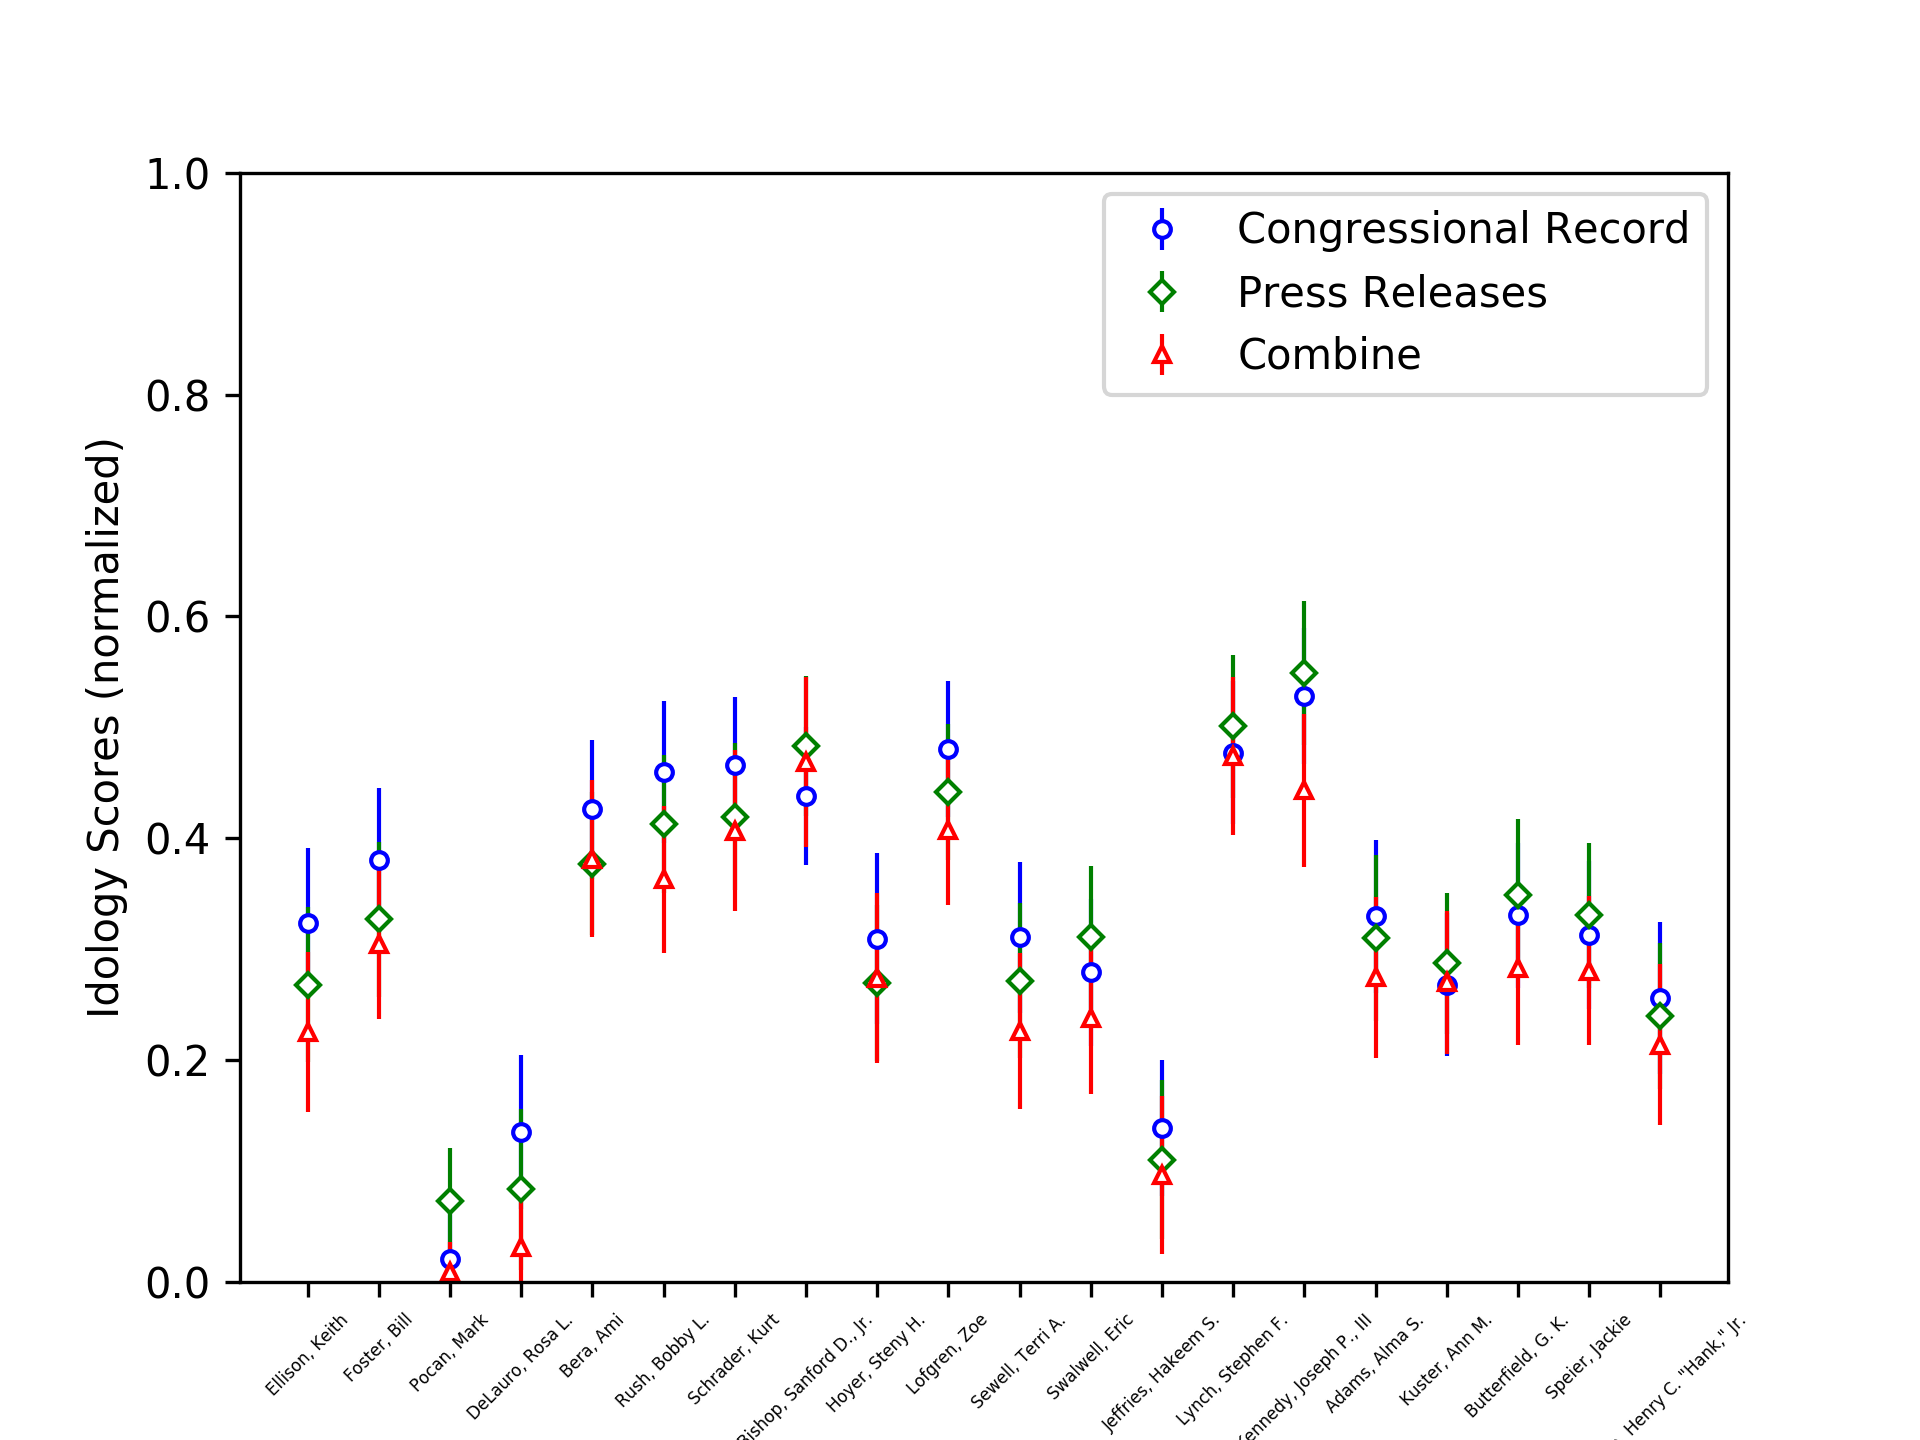 1.0
0.8
0.6
0.4
0.2
0.0
Idology Scores (normalized)
Congressional Record
Press Releases
Combine
Ellison, Keith
Foster, Bill
Pocan, Mark
DeLauro, Rosa L.
Bera, Ami
Rush, Bobby L.
Schrader, Kurt
Bishop, Sanford D., Jr.
Hoyer, Steny H.
Lofgren, Zoe
Sewell, Terri A.
Swalwell, Eric
Jeffries, Hakeem S.
Lynch, Stephen F.
Kennedy, Joseph P., III
Adams, Alma S.
Kuster, Ann M.
Butterfield, G. K.
Speier, Jackie
Henry C. "Hank," Jr.